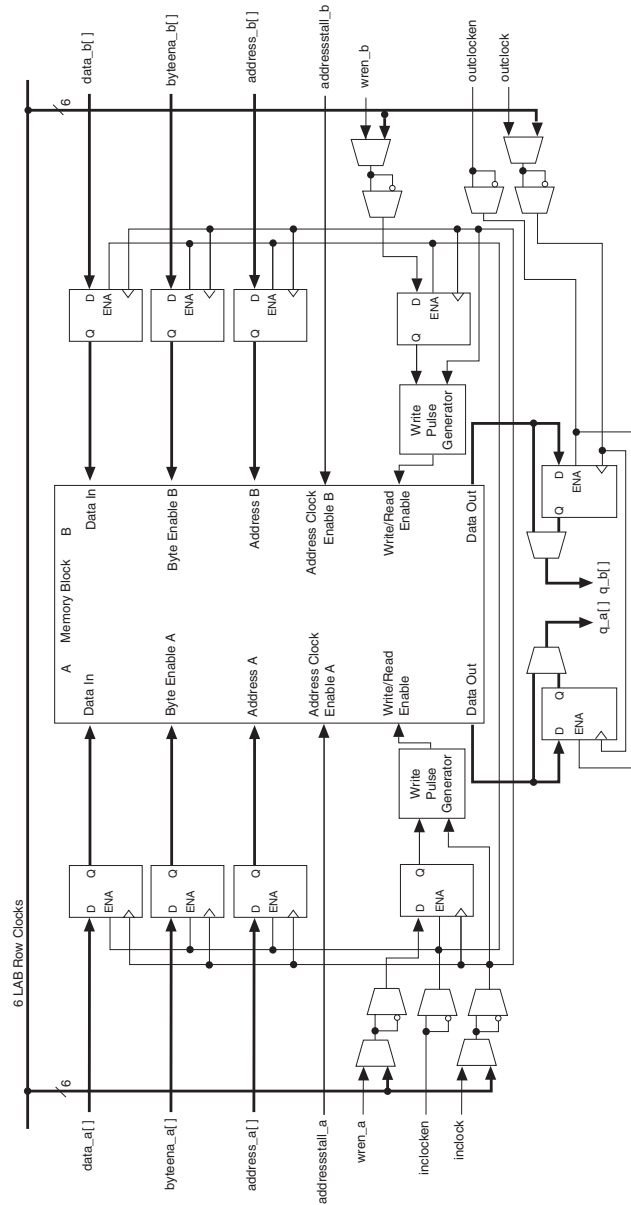 6 LAB Row Clocks
6
data_a[ ]
byteena_a[ ]
address_a[ ]
addressstall_a
wren_a
inclocken
inclock
D
Q
ENA
D
Q
ENA
D
Q
ENA
D
Q
ENA
Write
Pulse
Generator
A
Memory Block
B
Data In
Byte Enable A
Address A
Address Clock
Enable A
Write/Read
Enable
Data Out
Data In
Byte Enable B
Address B
Address Clock
Enable B
Write/Read
Enable
Data Out
D
Q
ENA
q_a[ ]
q_b[ ]
D
Q
ENA
Write
Pulse
Generator
Q
D
ENA
Q
D
ENA
Q
D
ENA
Q
D
ENA
6
data_b[ ]
byteena_b[ ]
address_b[ ]
addressstall_b
wren_b
outclocken
outclock